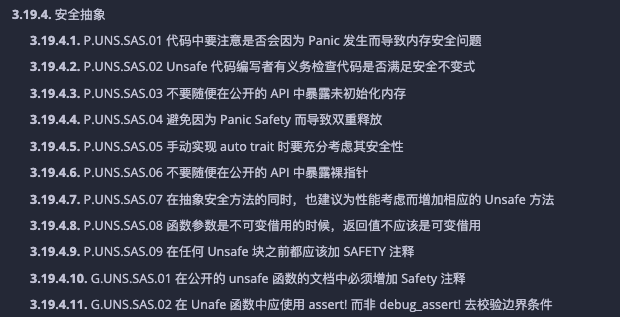 3.19.4. 安全抽象
3.19.4.1. P.UNS.SAS.01 代码中要注意是否会因为 Panic 发生而导致内存安全问题
3.19.4.2. P.UNS.SAS.02 Unsafe 代码编写者有义务检查代码是否满足安全不变式
3.19.4.3. P.UNS.SAS.03 不要随便在公开的 API 中暴露未初始化内存
3.19.4.4. P.UNS.SAS.04 避免因为 Panic Safety 而导致双重释放
3.19.4.5. P.UNS.SAS.05 手动实现 auto trait 时要充分考虑其安全性
3.19.4.6. P.UNS.SAS.06 不要随便在公开的 API 中暴露裸指针
3.19.4.7. P.UNS.SAS.07 在抽象安全方法的同时，也建议为性能考虑而增加相应的 Unsafe 方法
3.19.4.8. P.UNS.SAS.08 函数参数是不可变借用的时候，返回值不应该是可变借用
3.19.4.9. P.UNS.SAS.09 在任何 Unsafe 块之前都应该加 SAFETY 注释
3.19.4.10. G.UNS.SAS.01 在公开的 unsafe 函数的文档中必须增加 Safety 注释
3.19.4.11. G.UNS.SAS.02 在 Unafe 函数中应使用 assert! 而非 debug_assert! 去校验边界条件